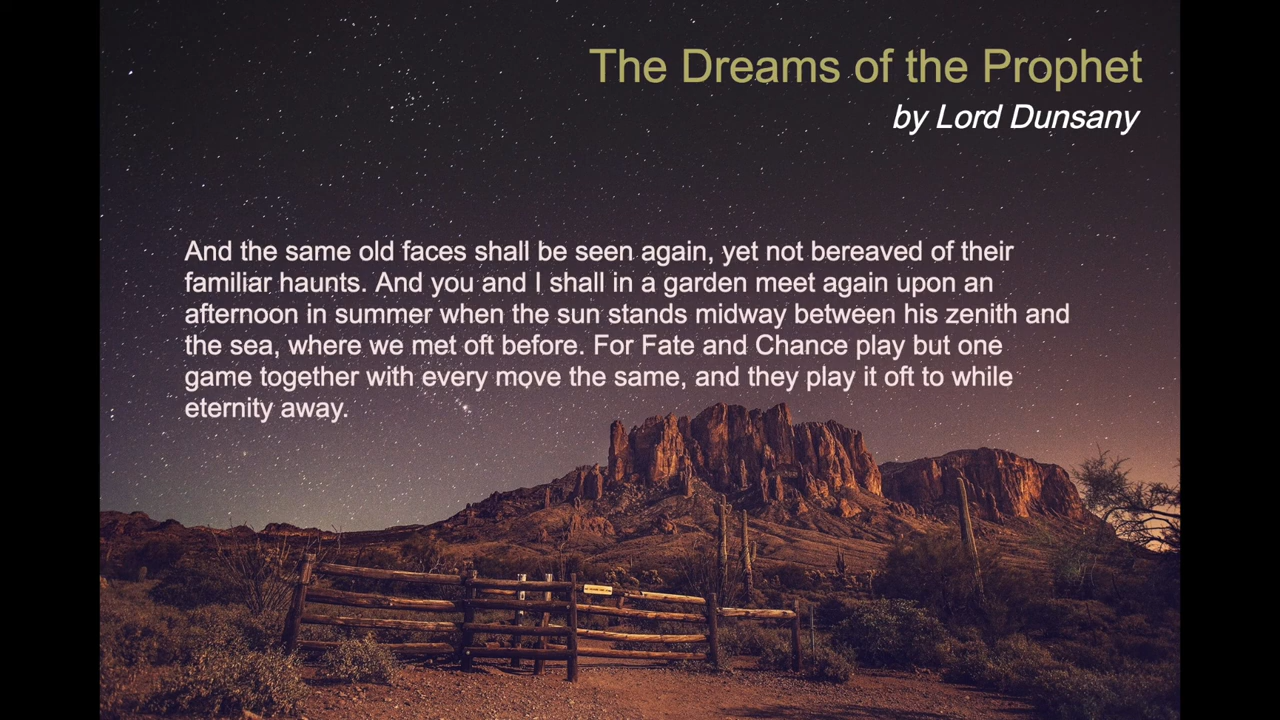 The Dreams of the Prophet
by Lord Dunsany
And the same old faces shall be seen again, yet not bereaved of their
familiar haunts. And you and I shall in a garden meet again upon an
afternoon in summer when the sun stands midway between his zenith and
the sea, where we met oft before. For Fate and Chance play but one
game together with every move the same, and they play it oft to while
eternity away.